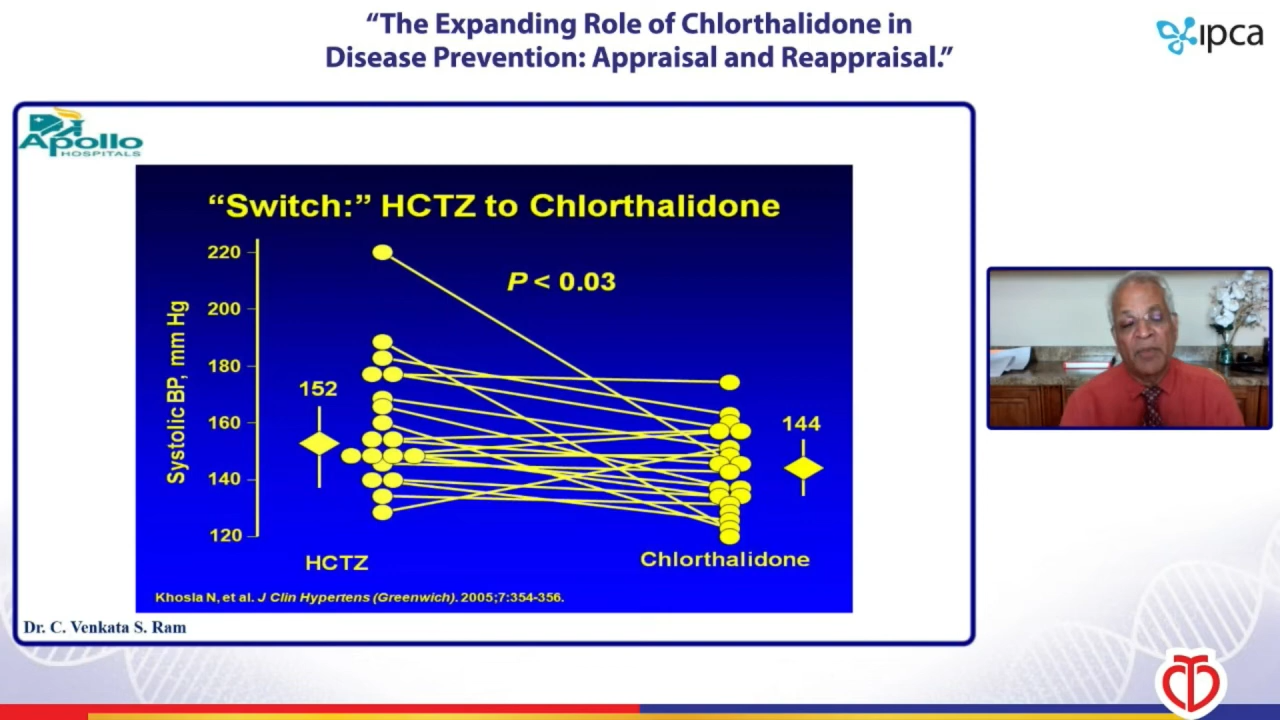 “The Expanding Role of Chlorthalidone in
Disease Prevention: Appraisal and Reappraisal.”
ipca
Apollo
HOSPITALS
“Switch:” HCTZ to Chlorthalidone
P < 0.03
Systolic BP, mm Hg
220
200
180
160
140
120
152
144
HCTZ
Chlorthalidone
Khosla N, et al. J Clin Hypertens (Greenwich). 2005;7:354-356.
Dr. C. Venkata S. Ram